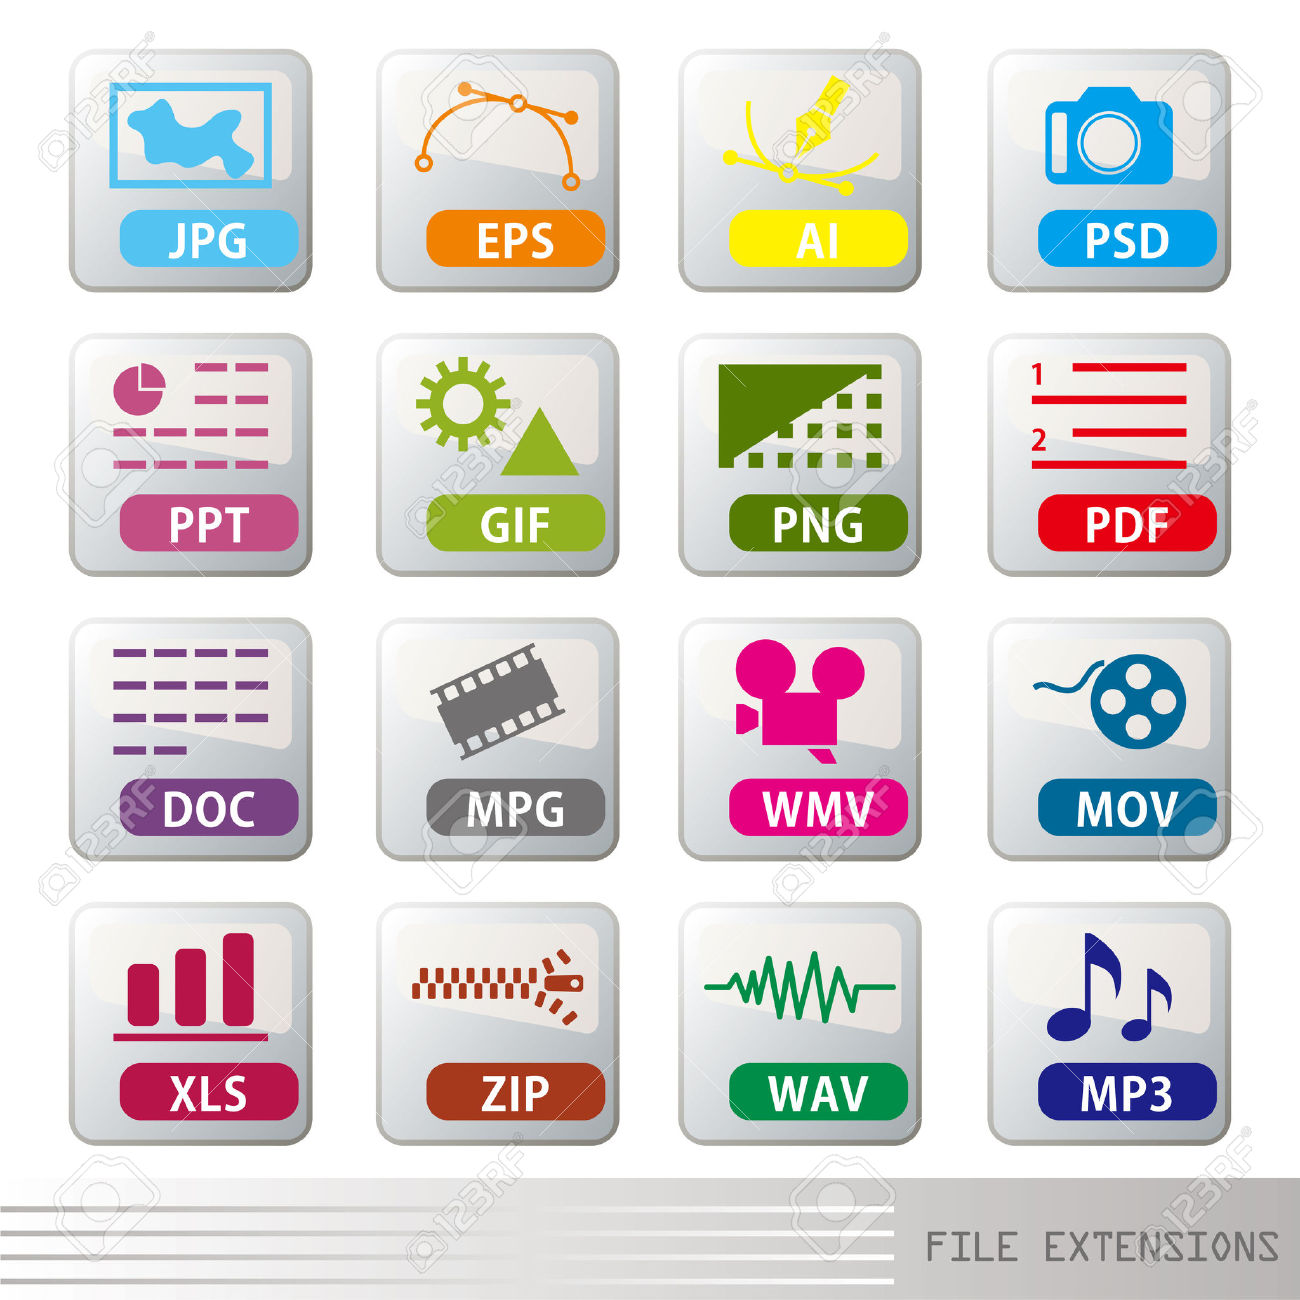 JPG EPS AI PSD
1
2
PPT GIF PNG PDF
DOC MPG WMV MOV
XLS ZIP WAV MP3
FILE EXTENSIONS
123RF